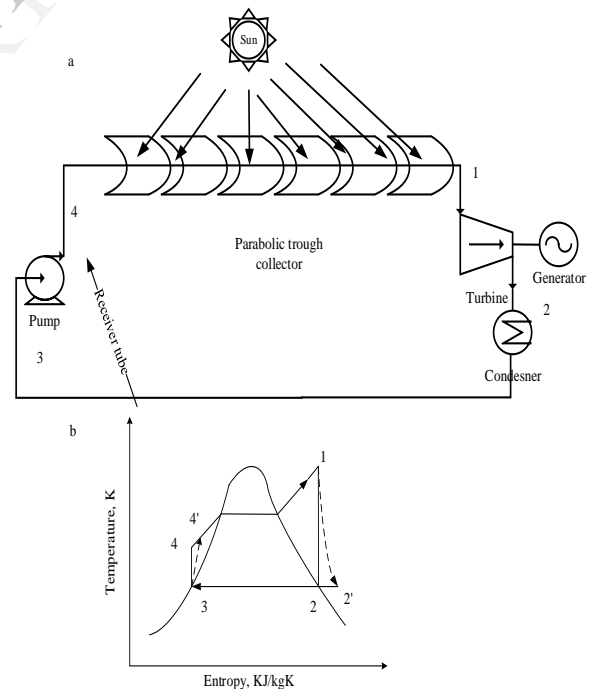 Sun
a
1
4
Parabolic trough
collector
Generator
Turbine
2
Pump
Receiver tube
3
Condesner
b
Temperature, K
1
4'
4
3
2
2'
Entropy, KJ/kgK